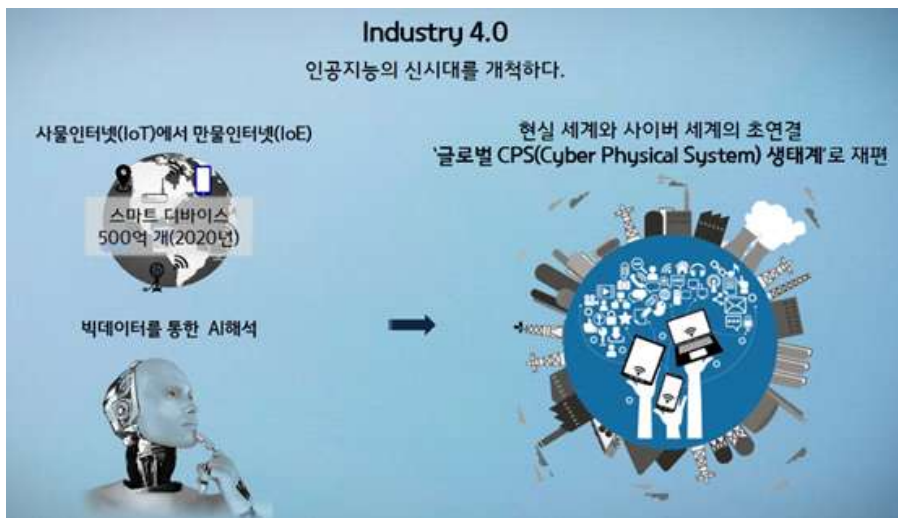 Industry 4.0
인공지능의 신시대를 개척하다.
사물인터넷(IoT)에서 만물인터넷(IoE)
스마트 디바이스
500억 개(2020년)
빅데이터를 통한 AI해석
현실 세계와 사이버 세계의 초연결
'글로벌 CPS(Cyber Physical System) 생태계'로 재편